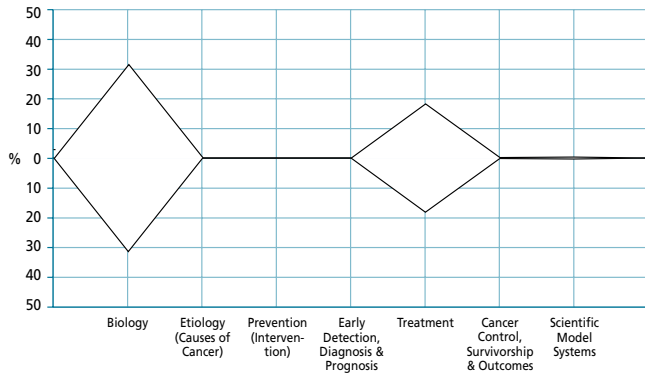 50
40
30
20
10
% 0
10
20
30
40
50
Biology
Etiology
(Causes of
Cancer)
Prevention
(Interven-
tion)
Early
Detection,
Diagnosis &
Prognosis
Treatment
Cancer
Control,
Survivorship
& Outcomes
Scientific
Model
Systems